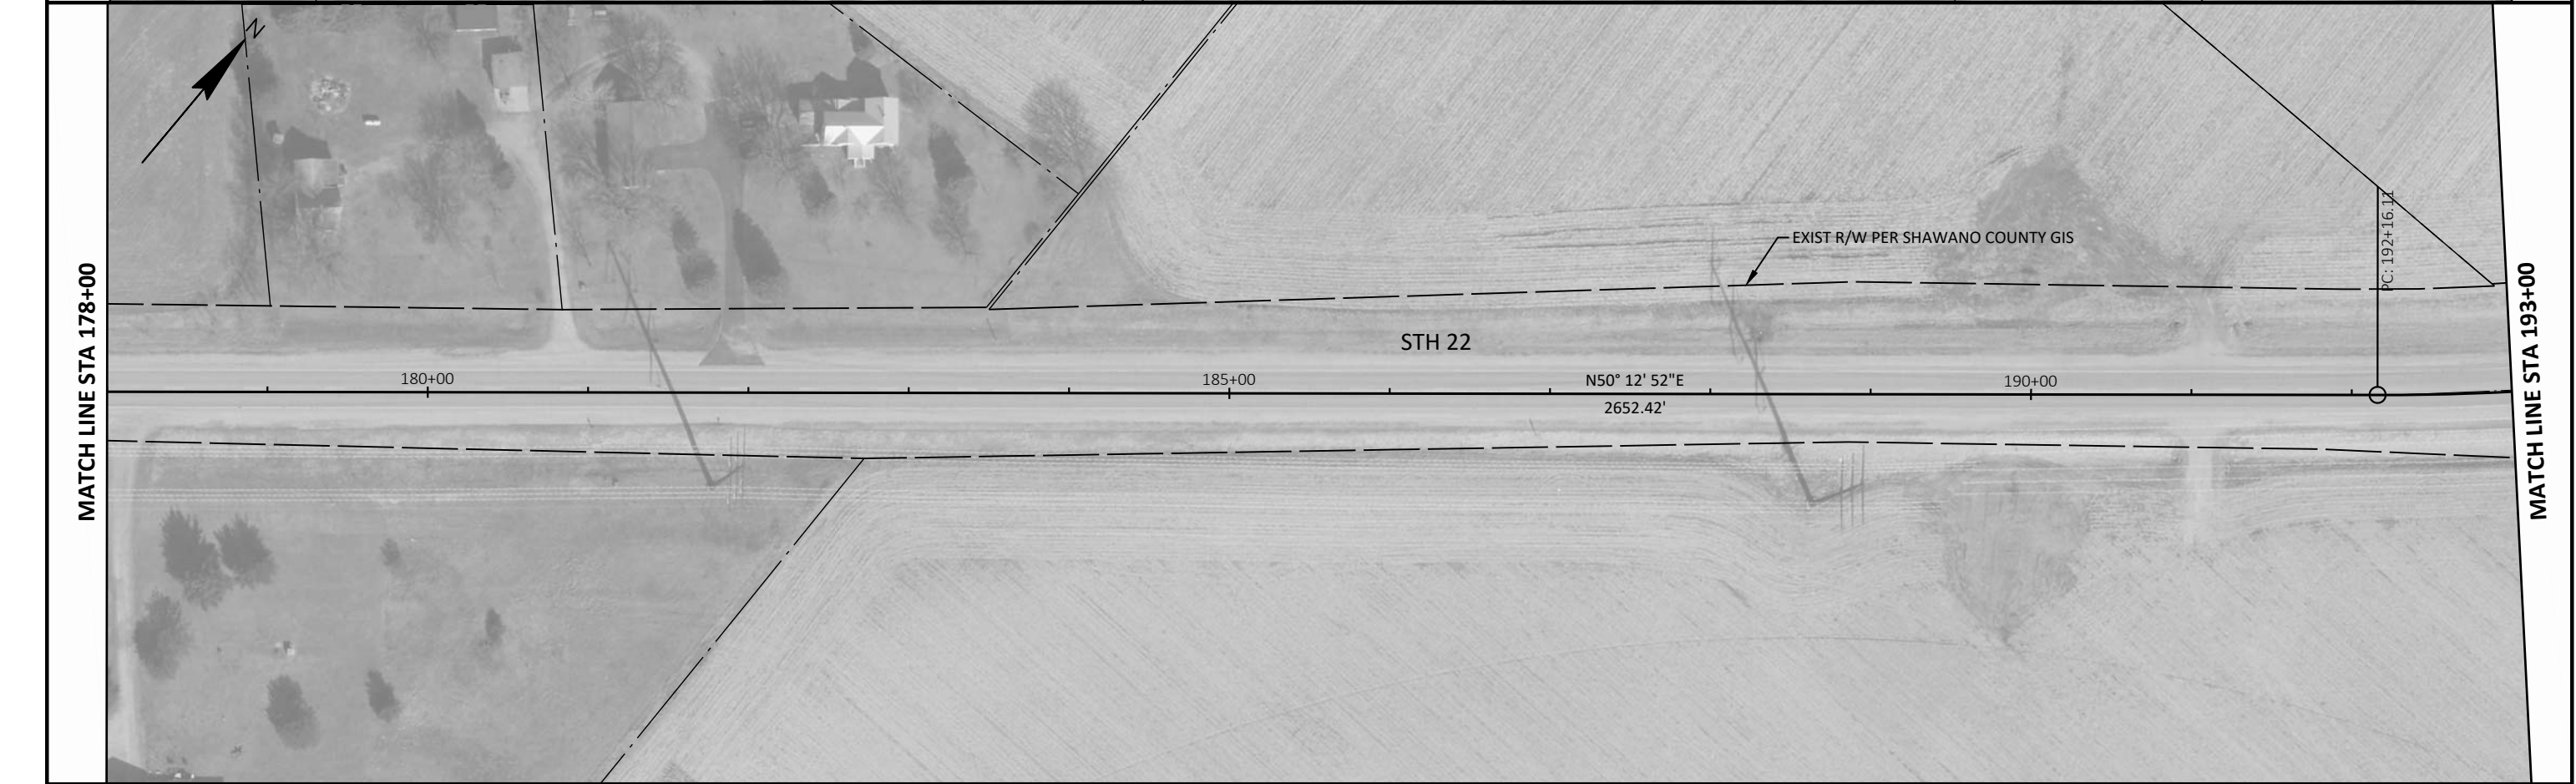 N
MATCH LINE STA 178+00
EXIST R/W PER SHAWANO COUNTY GIS
PC: 192+16.11
STH 22
180+00
185+00
N50° 12' 52"E
190+00
2652.42'
MATCH LINE STA 193+00